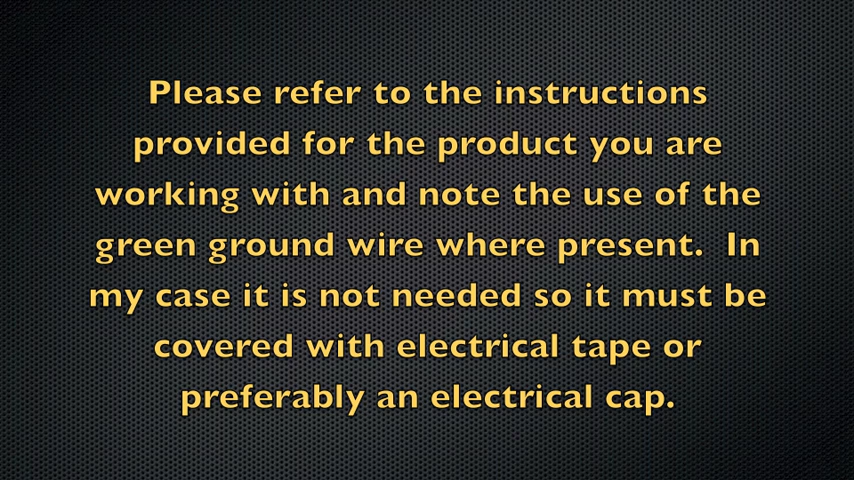 Please refer to the instructions
provided for the product you are
working with and note the use of the
green ground wire where present.  In
my case it is not needed so it must be
covered with electrical tape or
preferably an electrical cap.